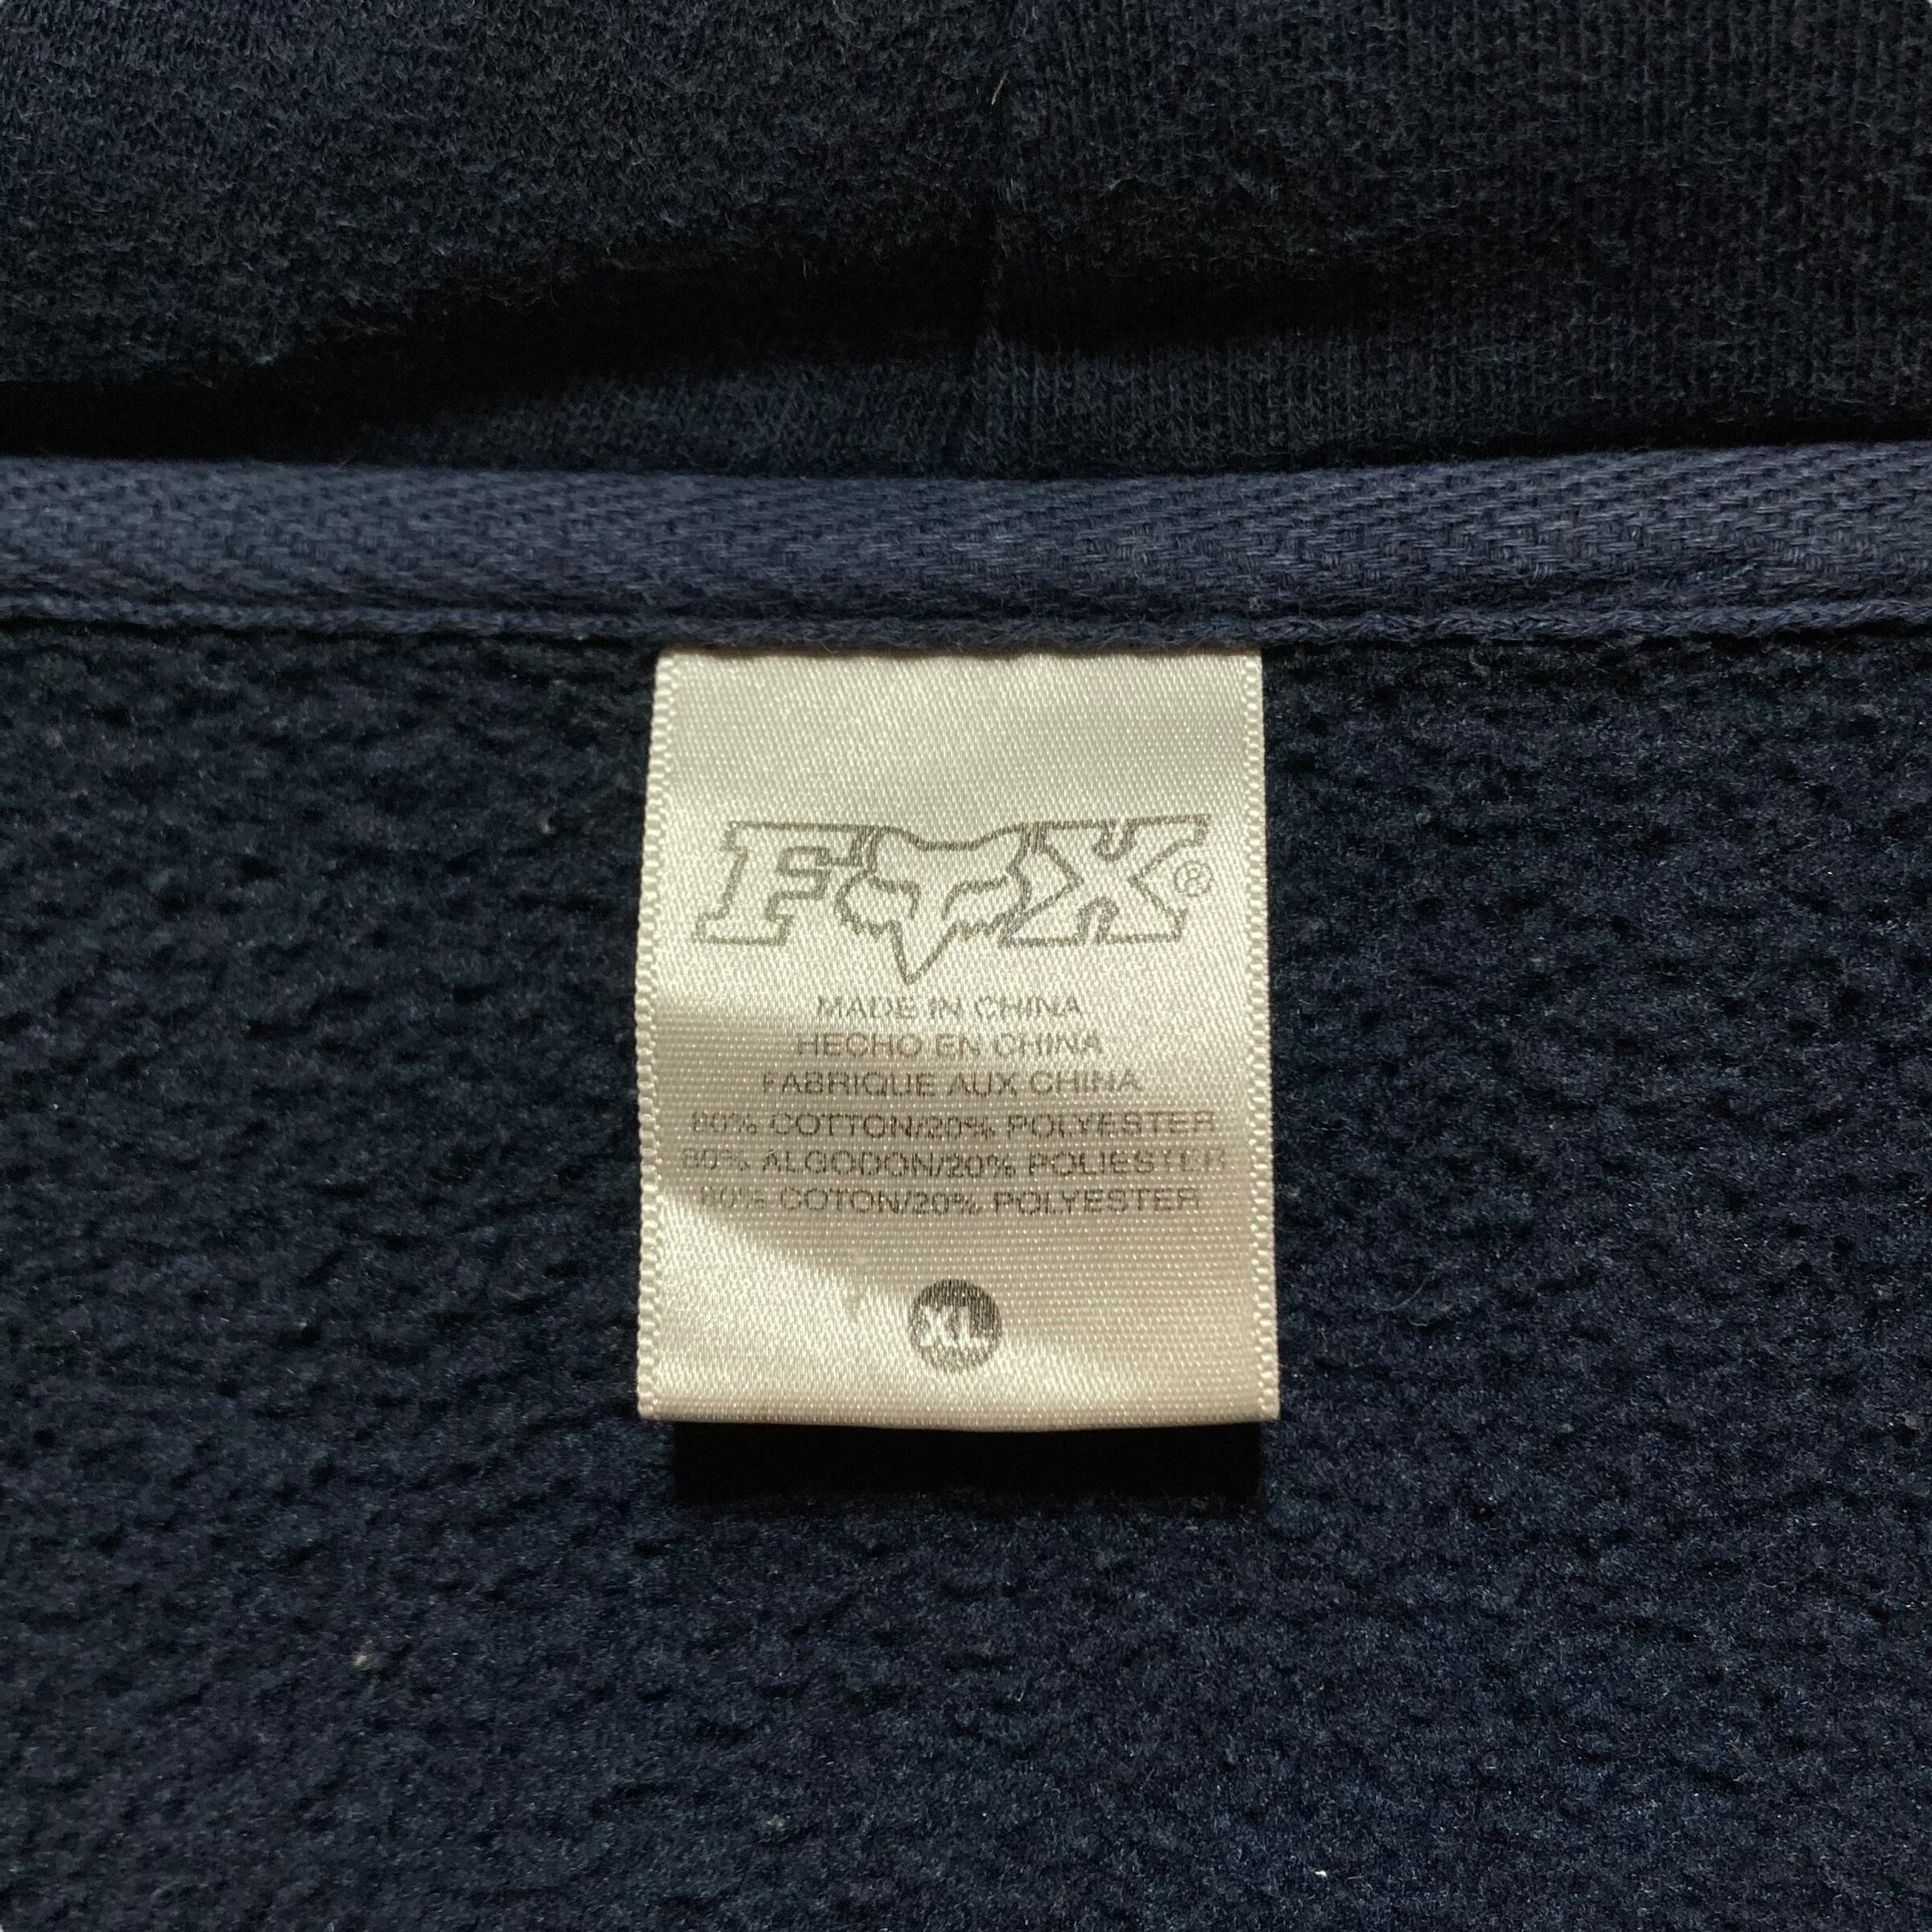 FOX®
MADE IN CHINA
HECHO EN CHINA
FABRIQUE AUX CHINA
80% COTTON/20% POLYESTER
80% ALGODON/20% POLIESTER
80% COTON/20% POLYESTER
XL